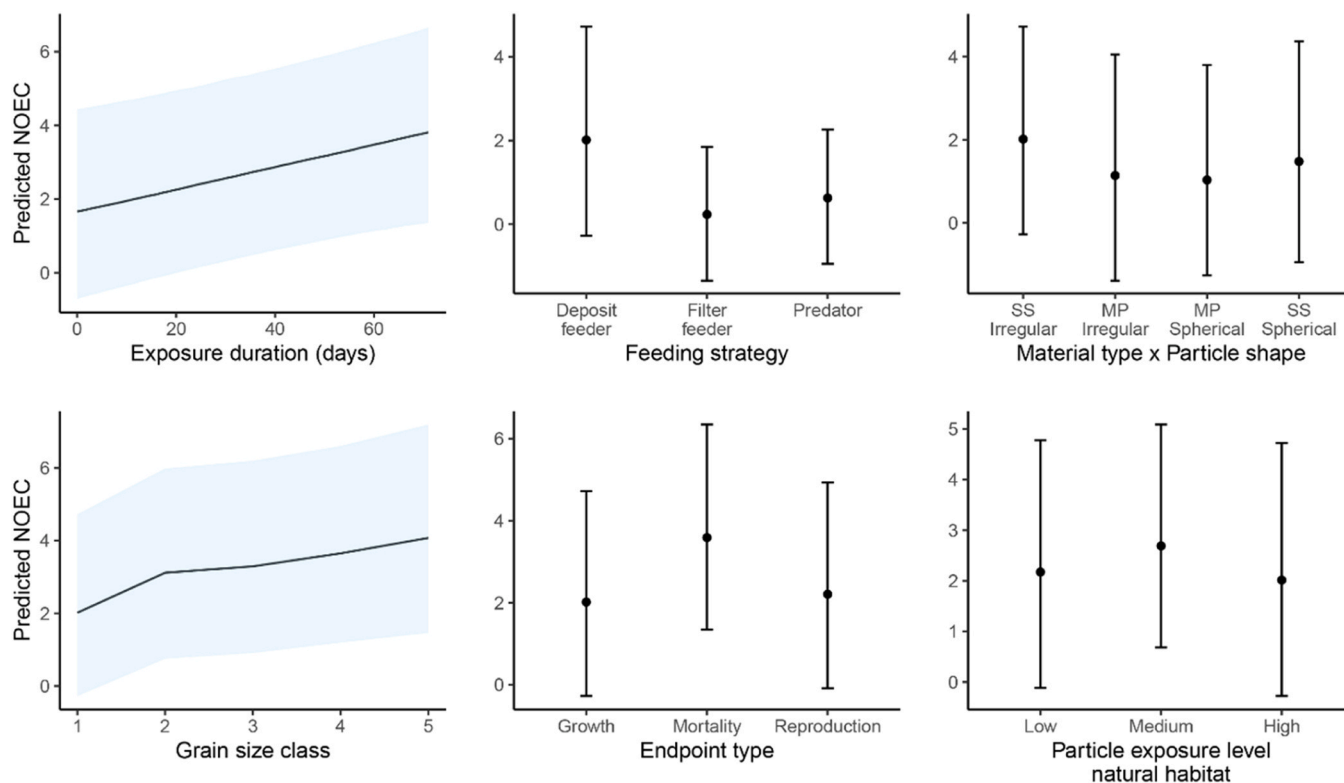 6
4
2
0
Predicted NOEC
0 20 40 60
Exposure duration (days)
4
2
0
Deposit Filter Predator
feeder feeder
Feeding strategy
4
2
0
SS MP MP SS
Irregular Irregular Spherical Spherical
Material type x Particle shape
6
4
2
0
Predicted NOEC
1 2 3 4 5
Grain size class
6
4
2
0
Growth Mortality Reproduction
Endpoint type
5
4
3
2
1
0
Low Medium High
Particle exposure level
natural habitat